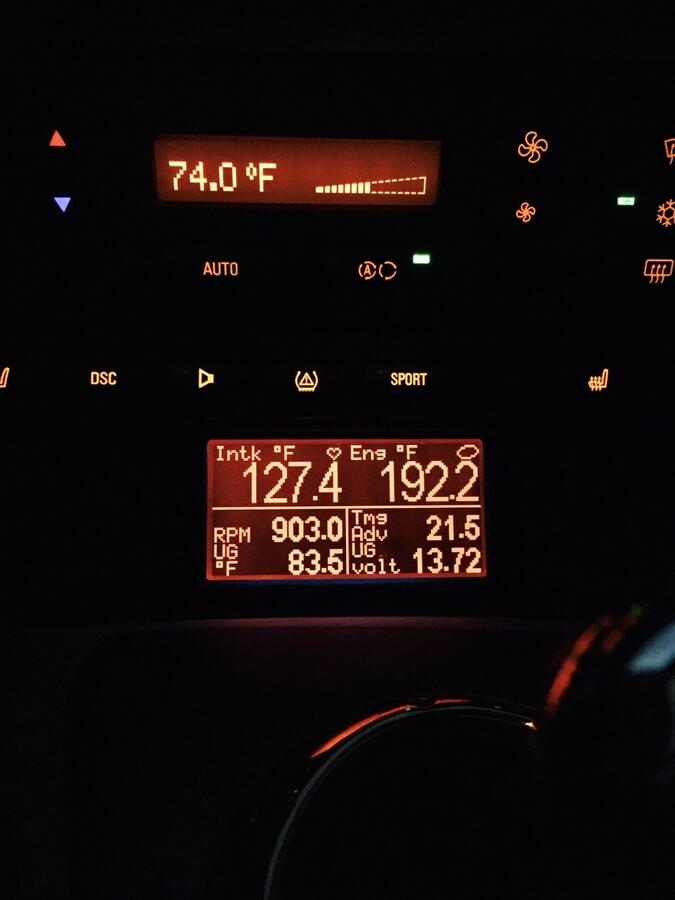 74.0 °F
AUTO
A
DSC
SPORT
Intk °F Eng °F
127.4 192.2
RPM 903.0
UG °F 83.5
Tmg Adv 21.5
UG volt 13.72